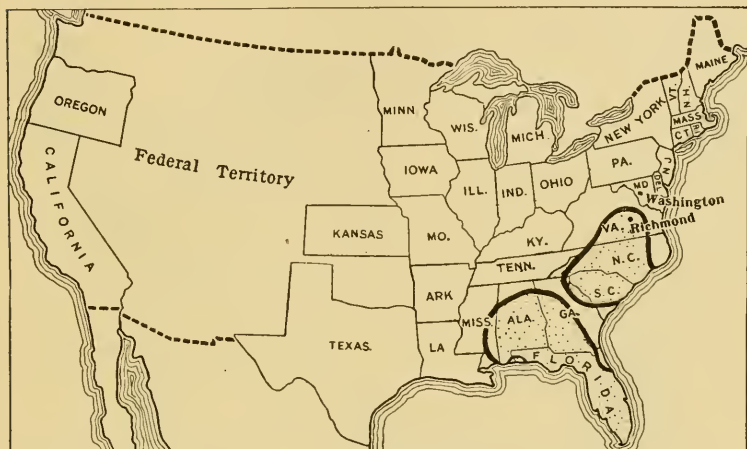 MAINE
VT.
N.H.
OREGON
MINN
WIS.
MICH.
NEW YORK
MASS
CT.
R.I.
Federal Territory
IOWA
PA.
N.J.
CALIFORNIA
ILL.
IND.
OHIO
MD
DEL
Washington
KANSAS
MO.
KY.
VA.
Richmond
TENN.
N.C.
ARK
S.C.
MISS.
ALA.
GA.
TEXAS.
LA
FLORIDA